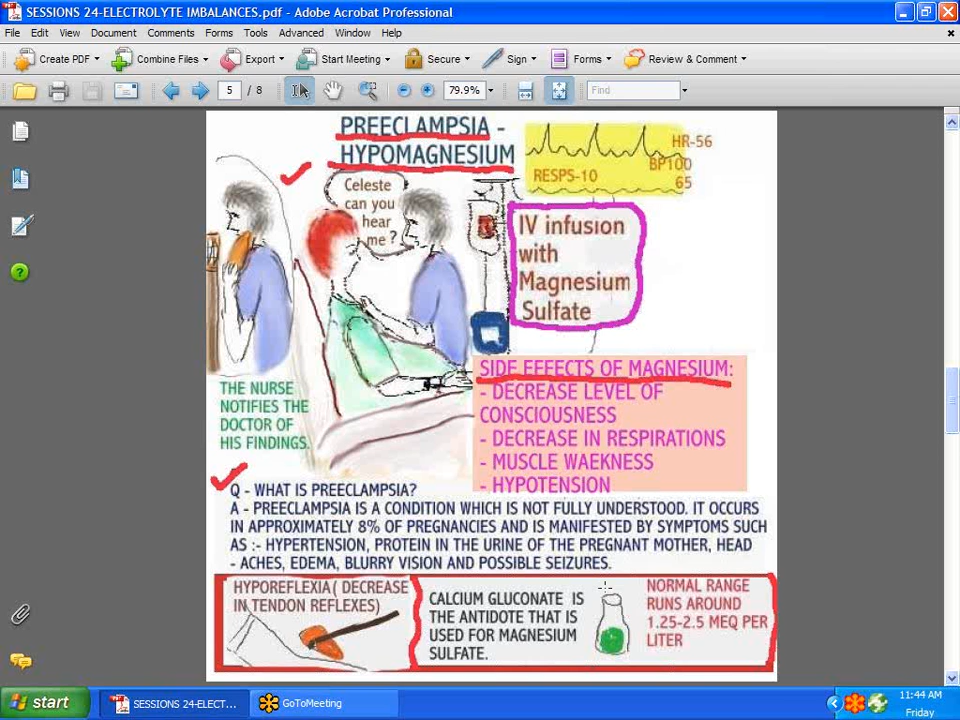 SESSIONS 24-ELECTROLYTE IMBALANCES.pdf - Adobe Acrobat Professional
File Edit View Document Comments Forms Tools Advanced Window Help
Create PDF Combine Files Export Start Meeting Secure Sign Forms Review & Comment
5 / 8 79.9% Find
PREECLAMPSIA -
HYPOMAGNESIUM
HR-56
BP100
65
RESPS-10
Celeste
can you
hear
me ?
IV infusion
with
Magnesium
Sulfate
THE NURSE
NOTIFIES THE
DOCTOR OF
HIS FINDINGS.
SIDE EFFECTS OF MAGNESIUM:
- DECREASE LEVEL OF
CONSCIOUSNESS
- DECREASE IN RESPIRATIONS
- MUSCLE WAEKNESS
- HYPOTENSION
Q - WHAT IS PREECLAMPSIA?
A - PREECLAMPSIA IS A CONDITION WHICH IS NOT FULLY UNDERSTOOD. IT OCCURS
IN APPROXIMATELY 8% OF PREGNANCIES AND IS MANIFESTED BY SYMPTOMS SUCH
AS :- HYPERTENSION, PROTEIN IN THE URINE OF THE PREGNANT MOTHER, HEAD
- ACHES, EDEMA, BLURRY VISION AND POSSIBLE SEIZURES.
HYPOREFLEXIA( DECREASE
IN TENDON REFLEXES)
CALCIUM GLUCONATE IS
THE ANTIDOTE THAT IS
USED FOR MAGNESIUM
SULFATE.
NORMAL RANGE
RUNS AROUND
1.25-2.5 MEQ PER
LITER
start SESSIONS 24-ELECT... GoToMeeting 11:44 AM
Friday